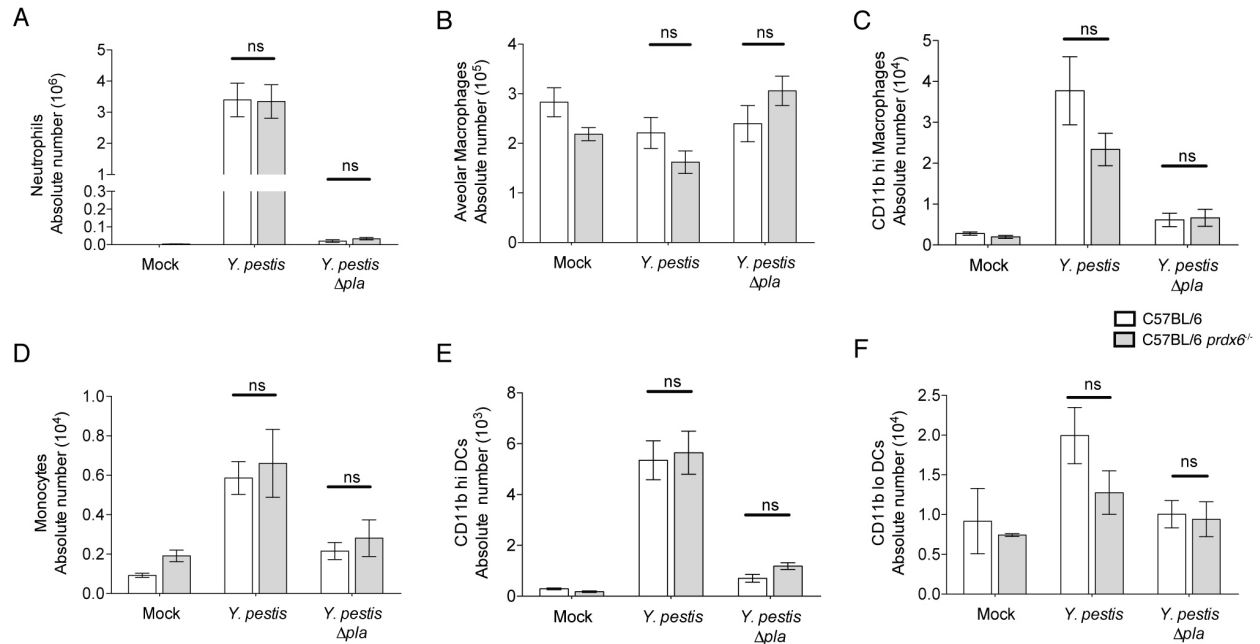 A
Neutrophils
Absolute number (10⁶)
5
4
3
2
1
0.3
0.2
0.1
0.0
ns
ns
Mock
Y. pestis
Y. pestis
Δpla
B
Aveolar Macrophages
Absolute number (10⁵)
4
3
2
1
0
ns
ns
Mock
Y. pestis
Y. pestis
Δpla
C
CD11b hi Macrophages
Absolute number (10⁴)
5
4
3
2
1
0
ns
ns
Mock
Y. pestis
Y. pestis
Δpla
C57BL/6
C57BL/6 prdx6⁻/⁻
D
Monocytes
Absolute number (10⁴)
1.0
0.8
0.6
0.4
0.2
0.0
ns
ns
Mock
Y. pestis
Y. pestis
Δpla
E
CD11b hi DCs
Absolute number (10³)
8
6
4
2
0
ns
ns
Mock
Y. pestis
Y. pestis
Δpla
F
CD11b lo DCs
Absolute number (10⁴)
2.5
2.0
1.5
1.0
0.5
0.0
ns
ns
Mock
Y. pestis
Y. pestis
Δpla